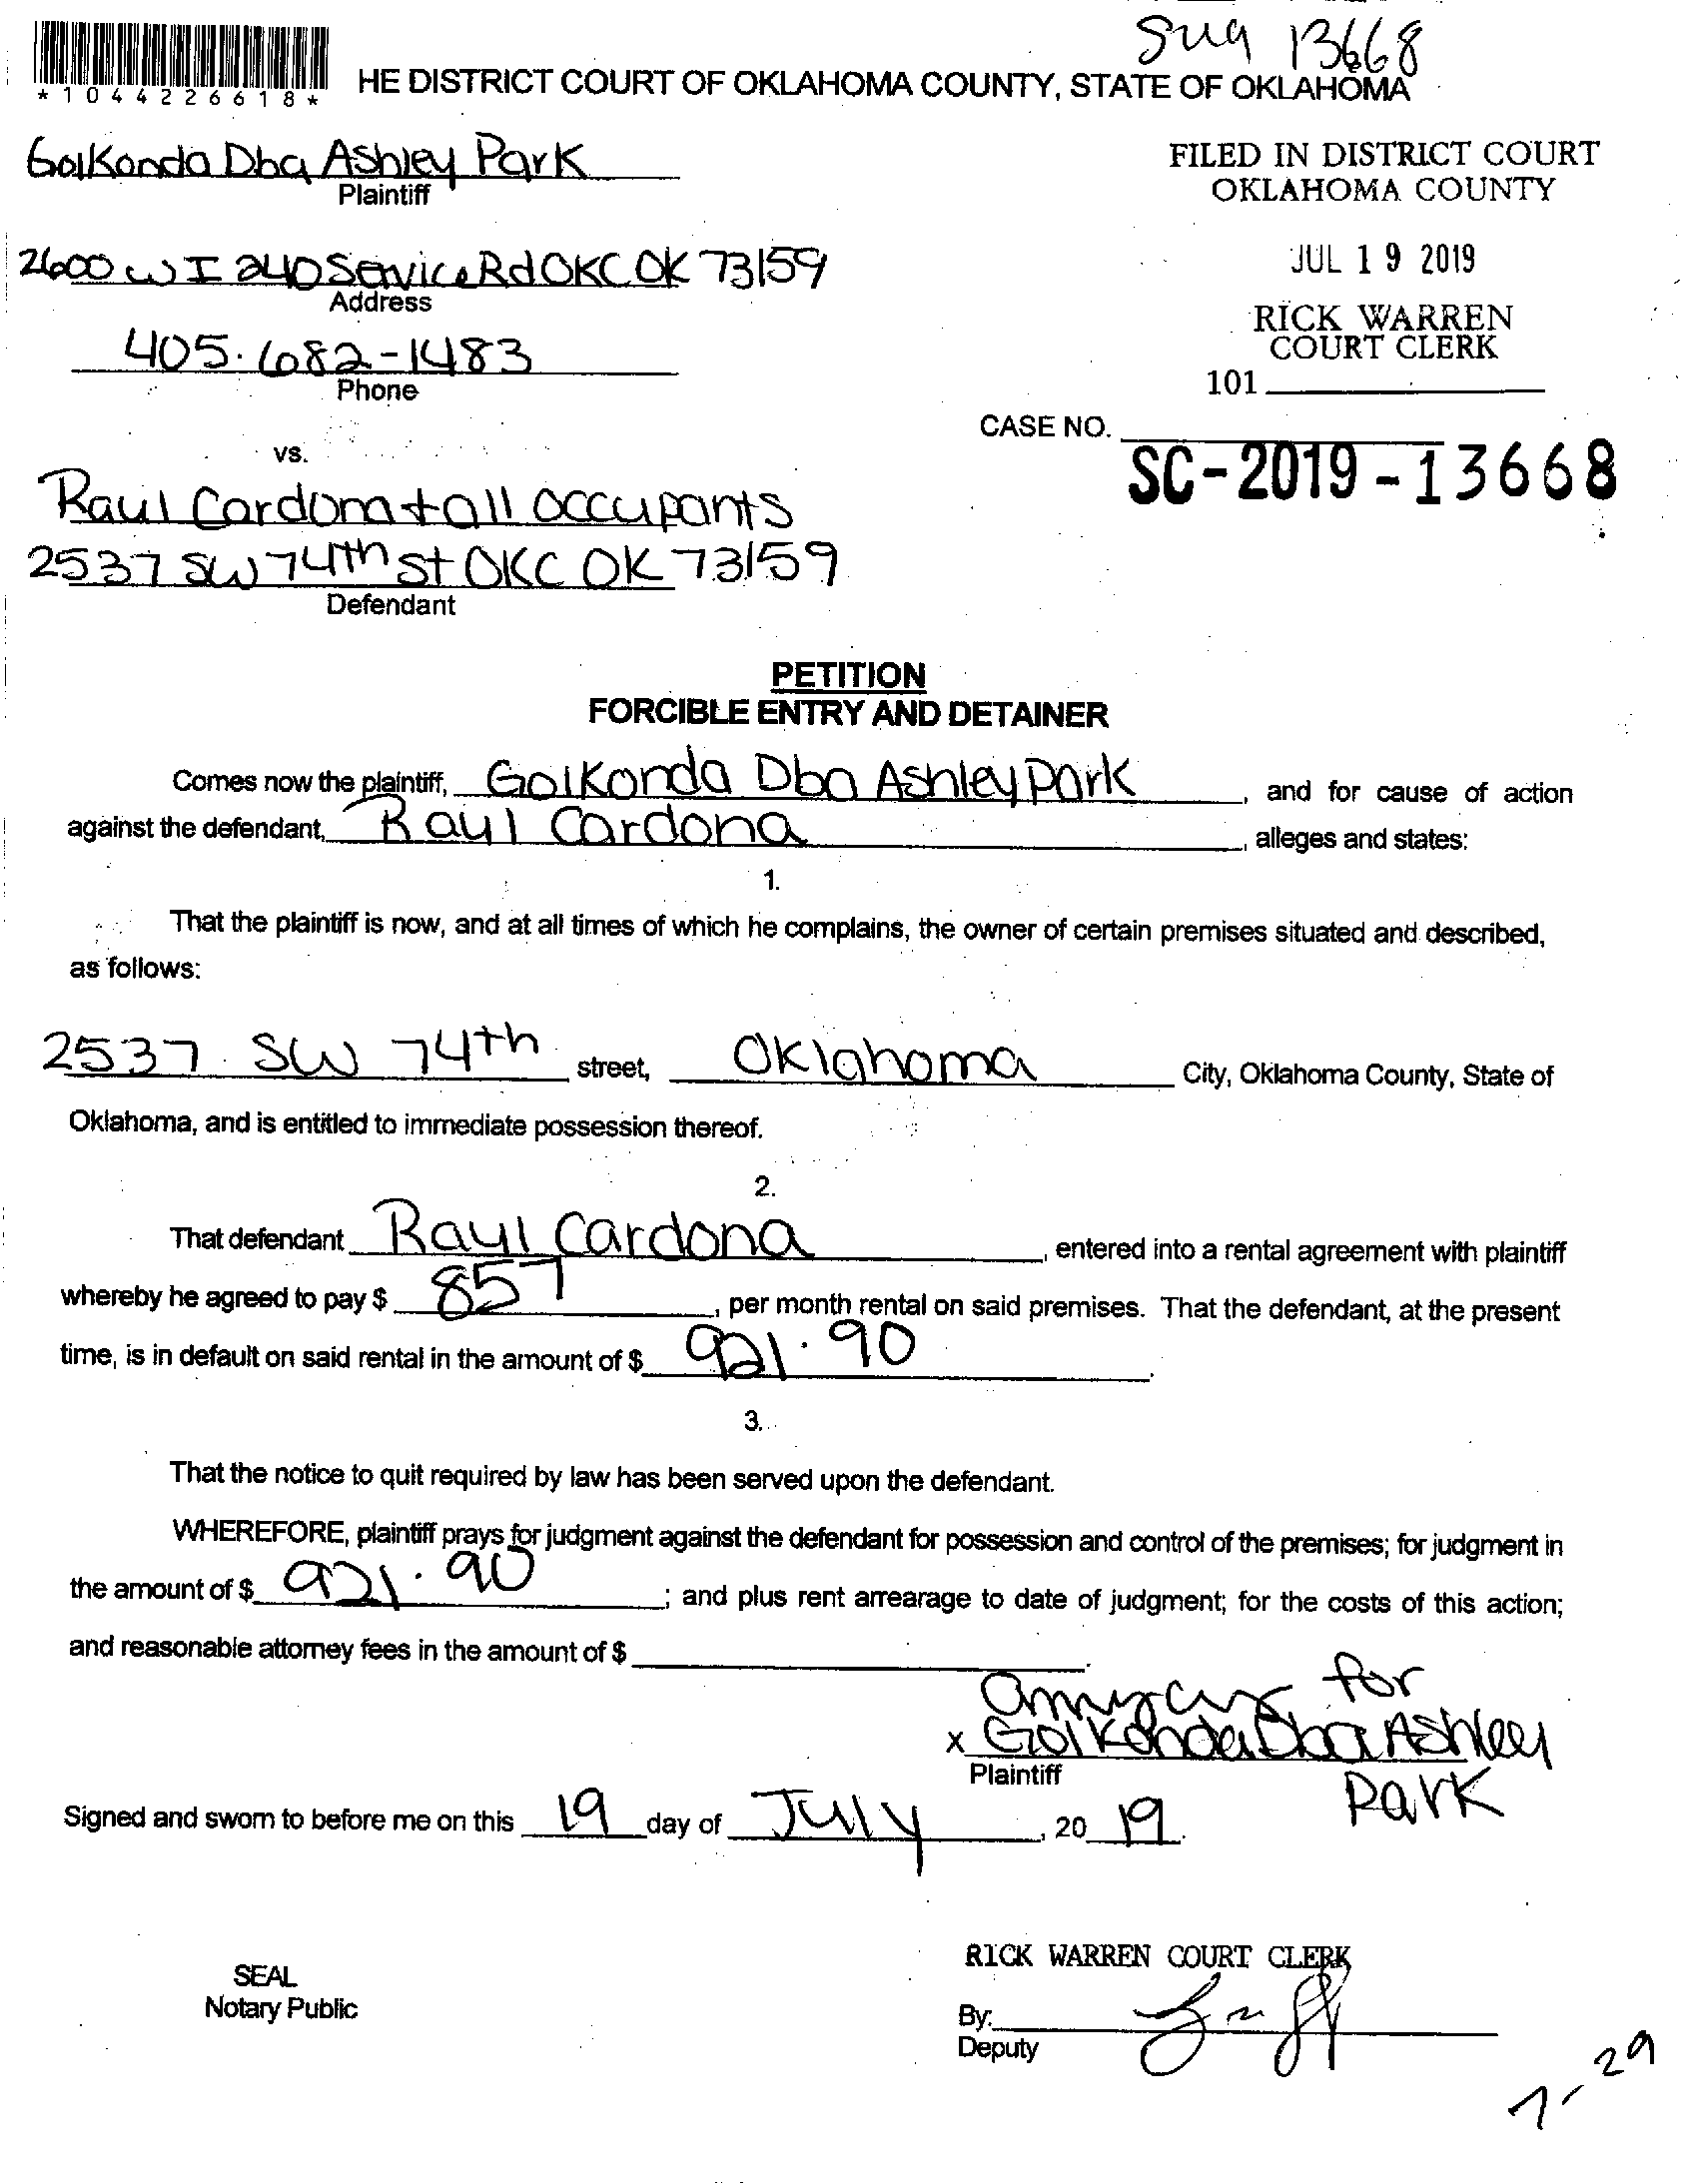 13668
*1044226618*
HE DISTRICT COURT OF OKLAHOMA COUNTY, STATE OF OKLAHOMA
Golkonda Dba Ashley Park
Plaintiff
FILED IN DISTRICT COURT
OKLAHOMA COUNTY
2600 W I 240 Service Rd OKC OK 73159
Address
JUL 19 2019
405.682-1483
Phone
RICK WARREN
COURT CLERK
101
vs.
CASE NO.
SC-2019-13668
Raul Cardona + all occupants
2537 SW 74th St OKC OK 73159
Defendant
PETITION
FORCIBLE ENTRY AND DETAINER
Comes now the plaintiff, Golkonda Dba Ashley Park, and for cause of action
against the defendant, Raul Cardona, alleges and states:
1.
That the plaintiff is now, and at all times of which he complains, the owner of certain premises situated and described,
as follows:
2537 SW 74th street, Oklahoma City, Oklahoma County, State of
Oklahoma, and is entitled to immediate possession thereof.
2.
That defendant Raul Cardona, entered into a rental agreement with plaintiff
whereby he agreed to pay $ 857, per month rental on said premises. That the defendant, at the present
time, is in default on said rental in the amount of $ 921.90.
3.
That the notice to quit required by law has been served upon the defendant.
WHEREFORE, plaintiff prays for judgment against the defendant for possession and control of the premises; for judgment in
the amount of $ 921.90; and plus rent arrearage to date of judgment; for the costs of this action;
and reasonable attorney fees in the amount of $ .
for
x Golkonda Dba Ashley
Plaintiff
Park
Signed and sworn to before me on this 19 day of July, 20 19.
RICK WARREN COURT CLERK
SEAL
Notary Public
By:
Deputy
7-29